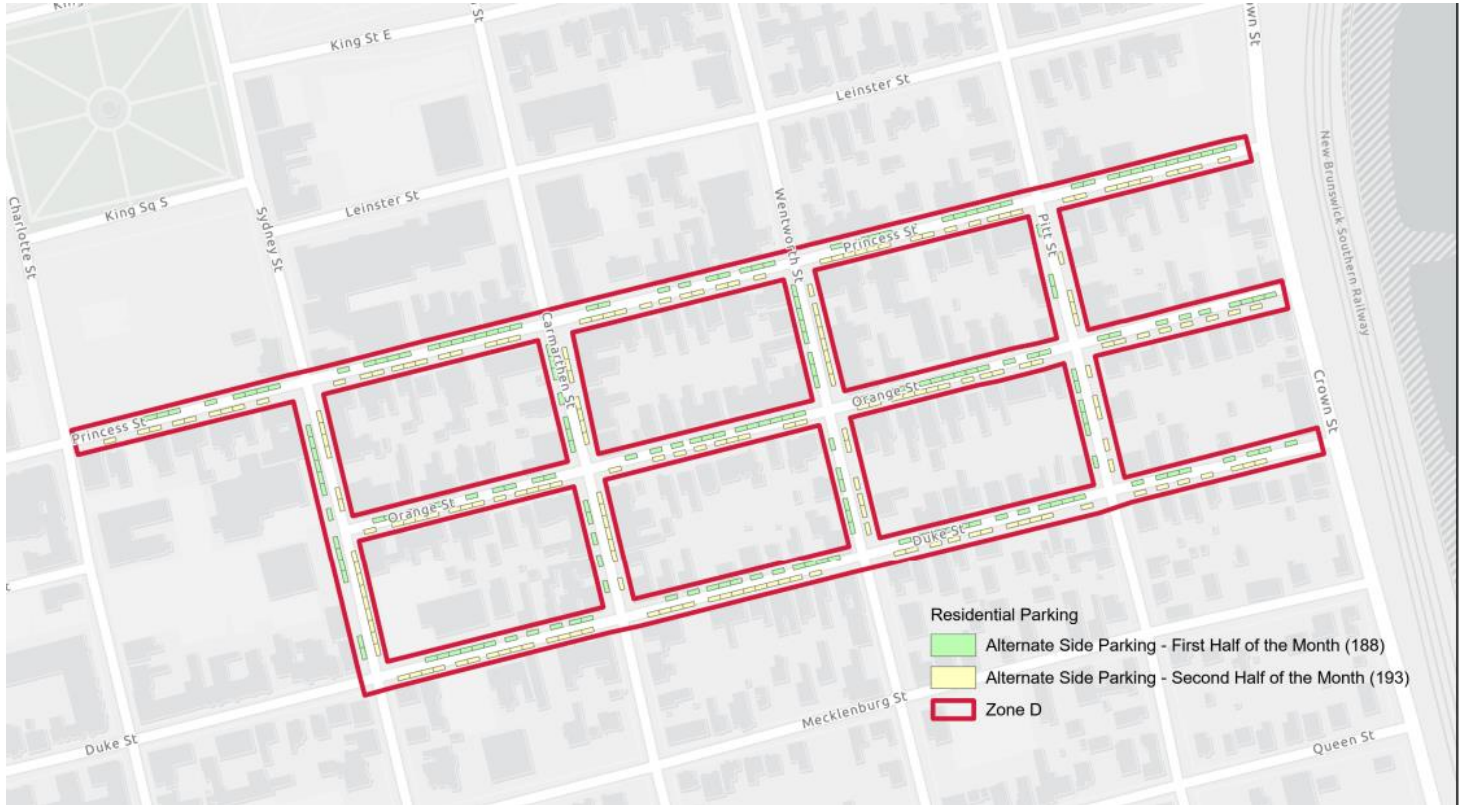 King St E
Leinster St
Charlotte St
King Sq S
Sydney St
Leinster St
Wentworth St
Pitt St
New Brunswick Southern Railway
Princess St
Carmarthen St
Princess St
Orange St
Orange St
Crown St
Duke St
Duke St
Mecklenburg St
Queen St
Residential Parking
Alternate Side Parking - First Half of the Month (188)
Alternate Side Parking - Second Half of the Month (193)
Zone D